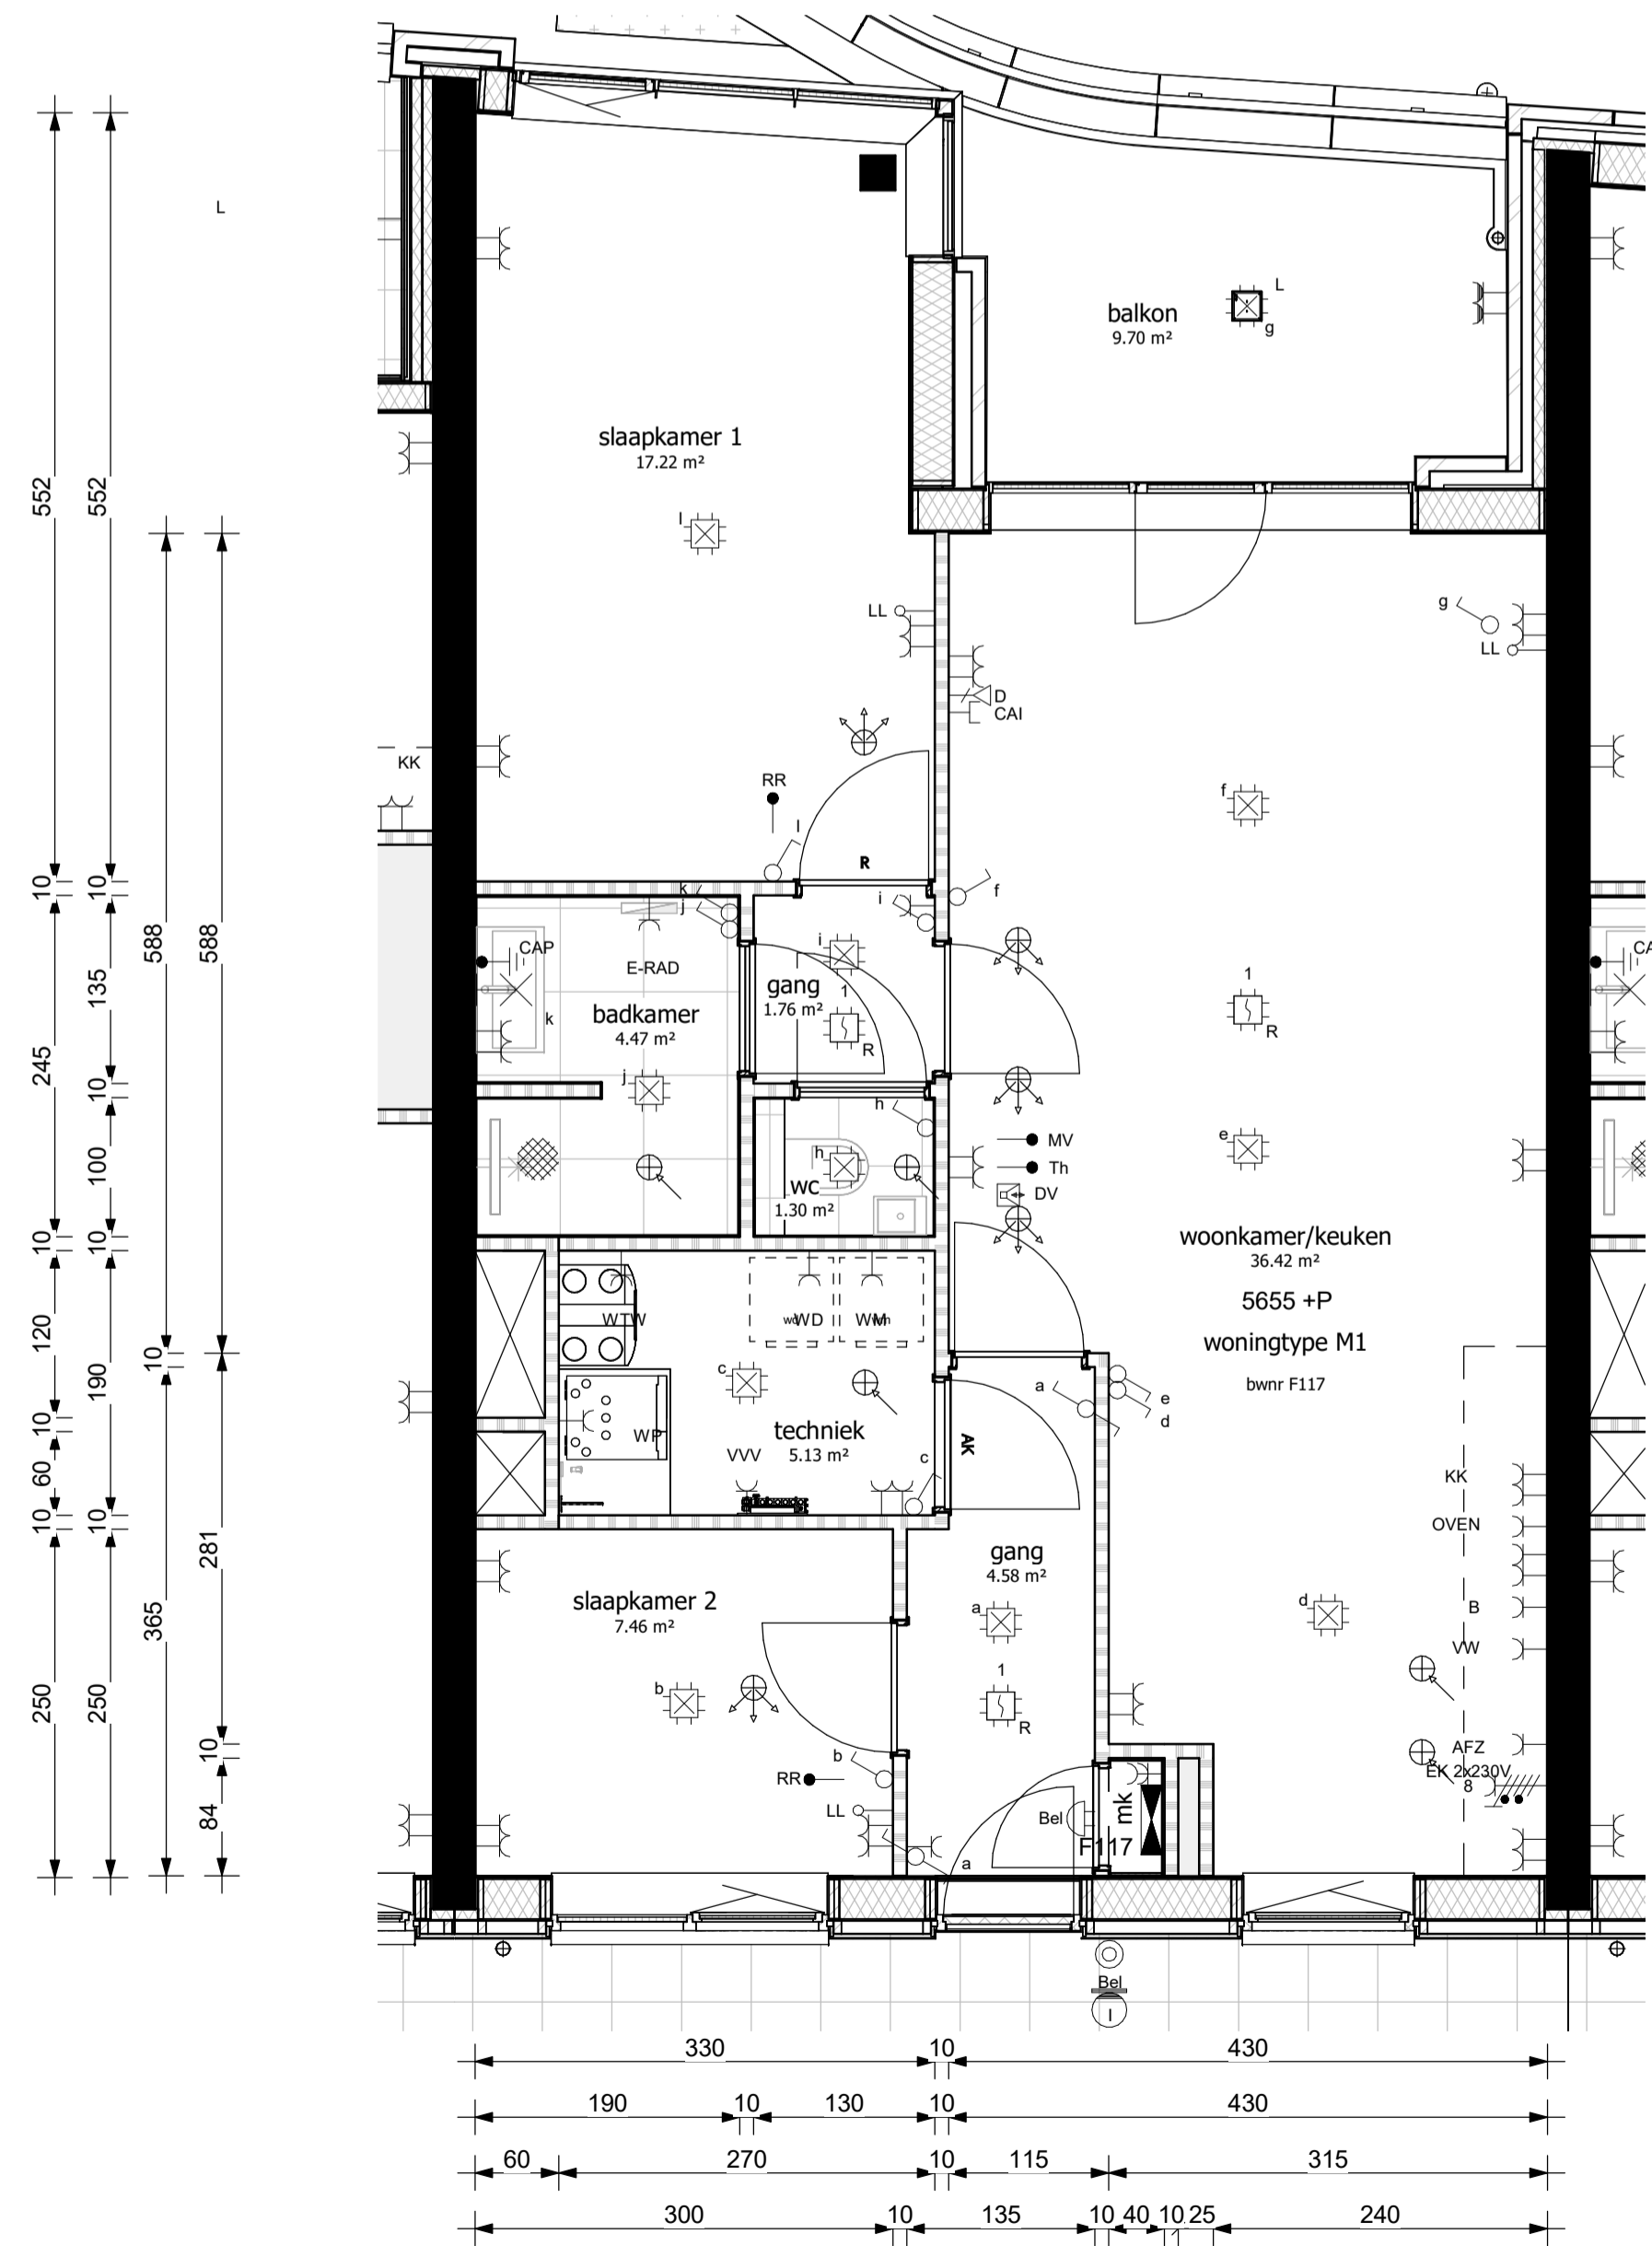 L
balkon
9.70 m²
L
g
slaapkamer 1
17.22 m²
l
LL
g
LL
D
CAI
KK
RR
l
R
f
k
j
i
f
CAP
E-RAD
i
gang
1.76 m²
1
R
1
R
k
badkamer
4.47 m²
j
h
MV
e
h
Th
wc
1.30 m²
DV
woonkamer/keuken
36.42 m²
5655 +P
woningtype M1
bwnr F117
WTW
WD
WM
c
a
e
d
techniek
5.13 m²
AK
WP
VVV
c
KK
OVEN
gang
4.58 m²
slaapkamer 2
7.46 m²
a
d
B
VW
1
R
b
b
RR
AFZ
EK 2x230V
8
LL
Bel
mk
F117
a
Bel
I
552
552
10
10
588
588
245
135
10
100
10
10
120
190
10
10
60
10
10
281
365
250
250
10
84
330
10
430
190
10
130
10
430
60
270
10
115
315
300
10
135
10
40
10
25
240